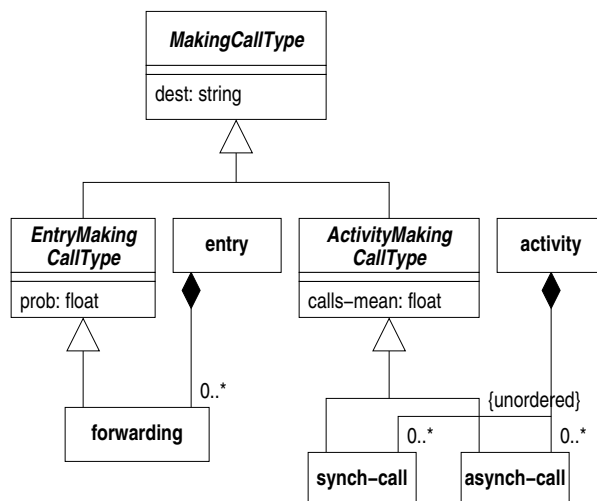 MakingCallType
dest: string
EntryMaking
CallType
prob: float
entry
ActivityMaking
CallType
calls−mean: float
activity
0..*
{unordered}
0..*
0..*
forwarding
synch−call
asynch−call